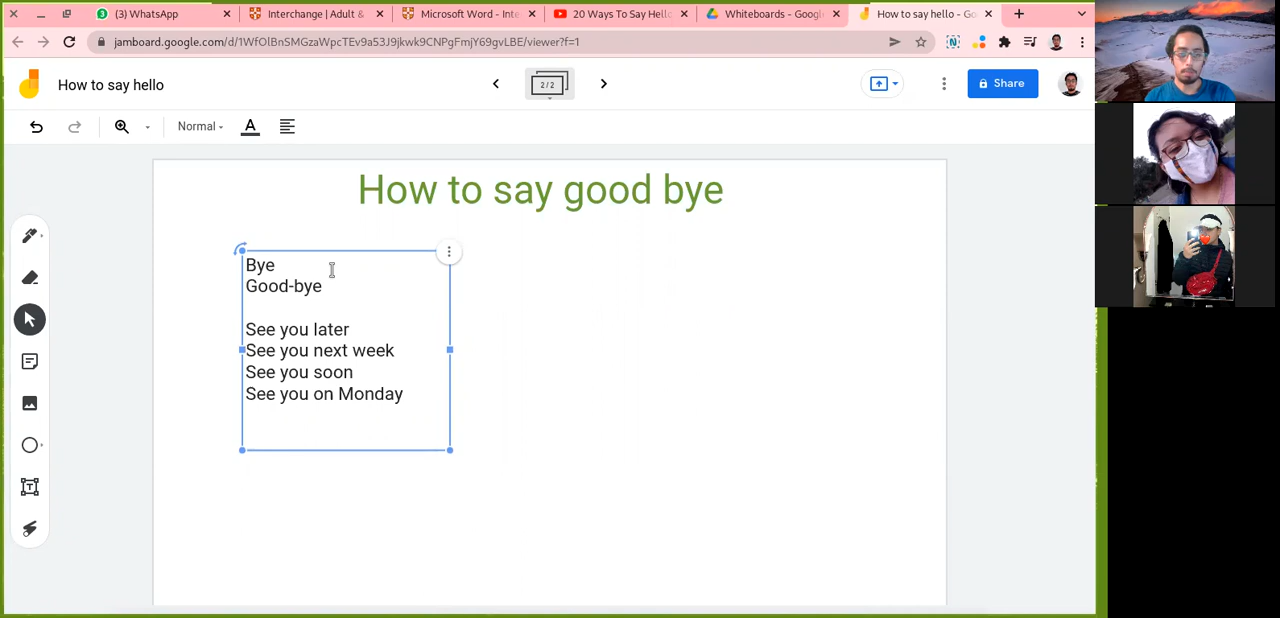 (3) WhatsApp
Interchange | Adult &
Microsoft Word - Inte
20 Ways To Say Hello
Whiteboards - Google
How to say hello - Go
jamboard.google.com/d/1WfOlBnSMGzaWpcTEv9a53J9jkwk9CNPgFmjY69gvLBE/viewer?f=1
How to say hello
2/2
Share
Normal
A
How to say good bye
Bye
Good-bye
See you later
See you next week
See you soon
See you on Monday